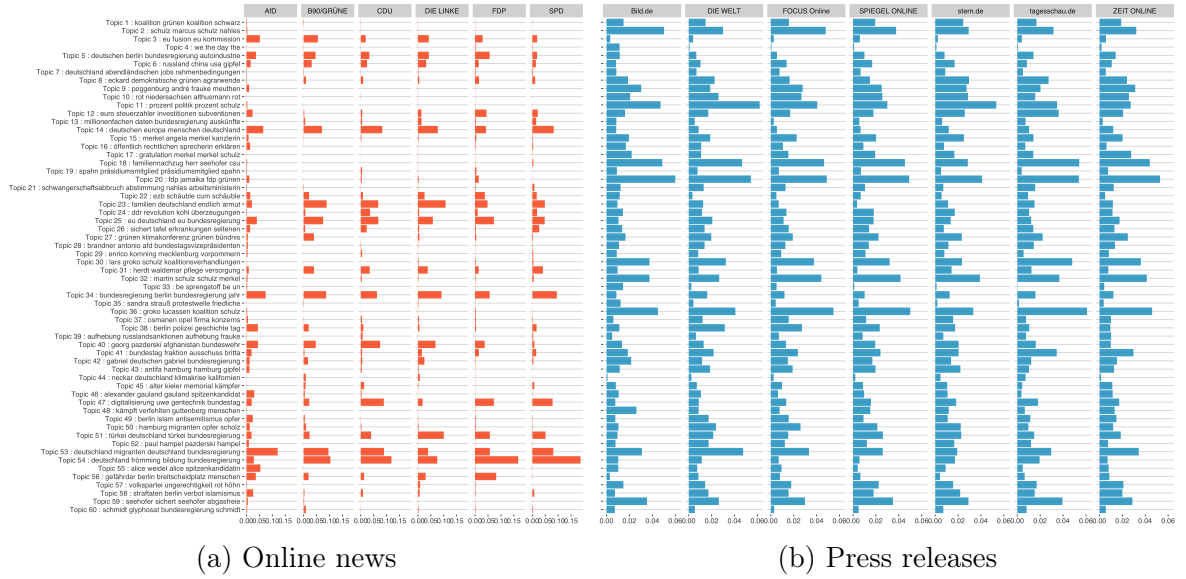 AfD B90/GRÜNE CDU DIE LINKE FDP SPD Bild.de DIE WELT FOCUS Online SPIEGEL ONLINE stern.de tagesschau.de ZEIT ONLINE
Topic 1 : koalition grünen koalition schwarz
Topic 2 : schulz marcus schulz nahles
Topic 3 : eu fusion eu kommission
Topic 4 : we the day the
Topic 5 : deutschen berlin bundesregierung autoindustrie
Topic 6 : russland china usa gipfel
Topic 7 : deutschland abendländischen jobs rahmenbedingungen
Topic 8 : eckard demokratische grünen agrarwende
Topic 9 : poggenburg andré frauke meuthen
Topic 10 : rot niedersachsen althusmann rot
Topic 11 : prozent politik prozent schulz
Topic 12 : euro steuerzahler investitionen subventionen
Topic 13 : millionenfachen daten bundesregierung auskünfte
Topic 14 : deutschen europa menschen deutschland
Topic 15 : merkel angela merkel kanzlerin
Topic 16 : öffentlich rechtlichen sprecherin erklären
Topic 17 : gratulation merkel merkel schulz
Topic 18 : familiennachzug herr seehofer csu
Topic 19 : spahn präsidiumsmitglied präsidiumsmitglied spahn
Topic 20 : fdp jamaika fdp grünen
Topic 21 : schwangerschaftsabbruch abstimmung nahles arbeitsministerin
Topic 22 : ezb schäuble cum schäuble
Topic 23 : familien deutschland endlich armut
Topic 24 : ddr revolution kohl überzeugungen
Topic 25 : eu deutschland eu bundesregierung
Topic 26 : sichert tafel erkrankungen seltenen
Topic 27 : grünen klimakonferenz grünen bündnis
Topic 28 : brandner antonio afd bundestagsvizepräsidenten
Topic 29 : enrico komning mecklenburg vorpommern
Topic 30 : lars groko schulz koalitionsverhandlungen
Topic 31 : herdt waldemar pflege versorgung
Topic 32 : martin schulz schulz merkel
Topic 33 : be sprengstoff be un
Topic 34 : bundesregierung berlin bundesregierung jahr
Topic 35 : sandra strauß protestwelle friedliche
Topic 36 : groko lucassen koalition schulz
Topic 37 : osmanen opel firma konzerns
Topic 38 : berlin polizei geschichte tag
Topic 39 : aufhebung russlandsanktionen aufhebung frauke
Topic 40 : georg pazderski afghanistan bundeswehr
Topic 41 : bundestag fraktion ausschuss britta
Topic 42 : gabriel deutschen gabriel bundesregierung
Topic 43 : antifa hamburg hamburg gipfel
Topic 44 : neckar deutschland klimakrise kalifornien
Topic 45 : alter kieler memorial kämpfer
Topic 46 : alexander gauland gauland spitzenkandidat
Topic 47 : digitalisierung uwe gentechnik bundestag
Topic 48 : kämpft verfehlten guttenberg menschen
Topic 49 : berlin islam antisemitismus opfer
Topic 50 : hamburg migranten opfer scholz
Topic 51 : türkei deutschland türkei bundesregierung
Topic 52 : paul hampel pazderski hampel
Topic 53 : deutschland migranten deutschland bundesregierung
Topic 54 : deutschland frömming bildung bundesregierung
Topic 55 : alice weidel alice spitzenkandidatin
Topic 56 : gefährder berlin breitscheidplatz menschen
Topic 57 : volkspartei ungerechtigkeit rot höhn
Topic 58 : straftaten berlin verbot islamismus
Topic 59 : seehofer sichert seehofer abgasfreie
Topic 60 : schmidt glyphosat bundesregierung schmidt
0.000.050.100.15 0.000.050.100.15 0.000.050.100.15 0.000.050.100.15 0.000.050.100.15 0.000.050.100.15 0.00 0.02 0.04 0.06 0.00 0.02 0.04 0.06 0.00 0.02 0.04 0.06 0.00 0.02 0.04 0.06 0.00 0.02 0.04 0.06 0.00 0.02 0.04 0.06 0.00 0.02 0.04 0.06
(a) Online news (b) Press releases